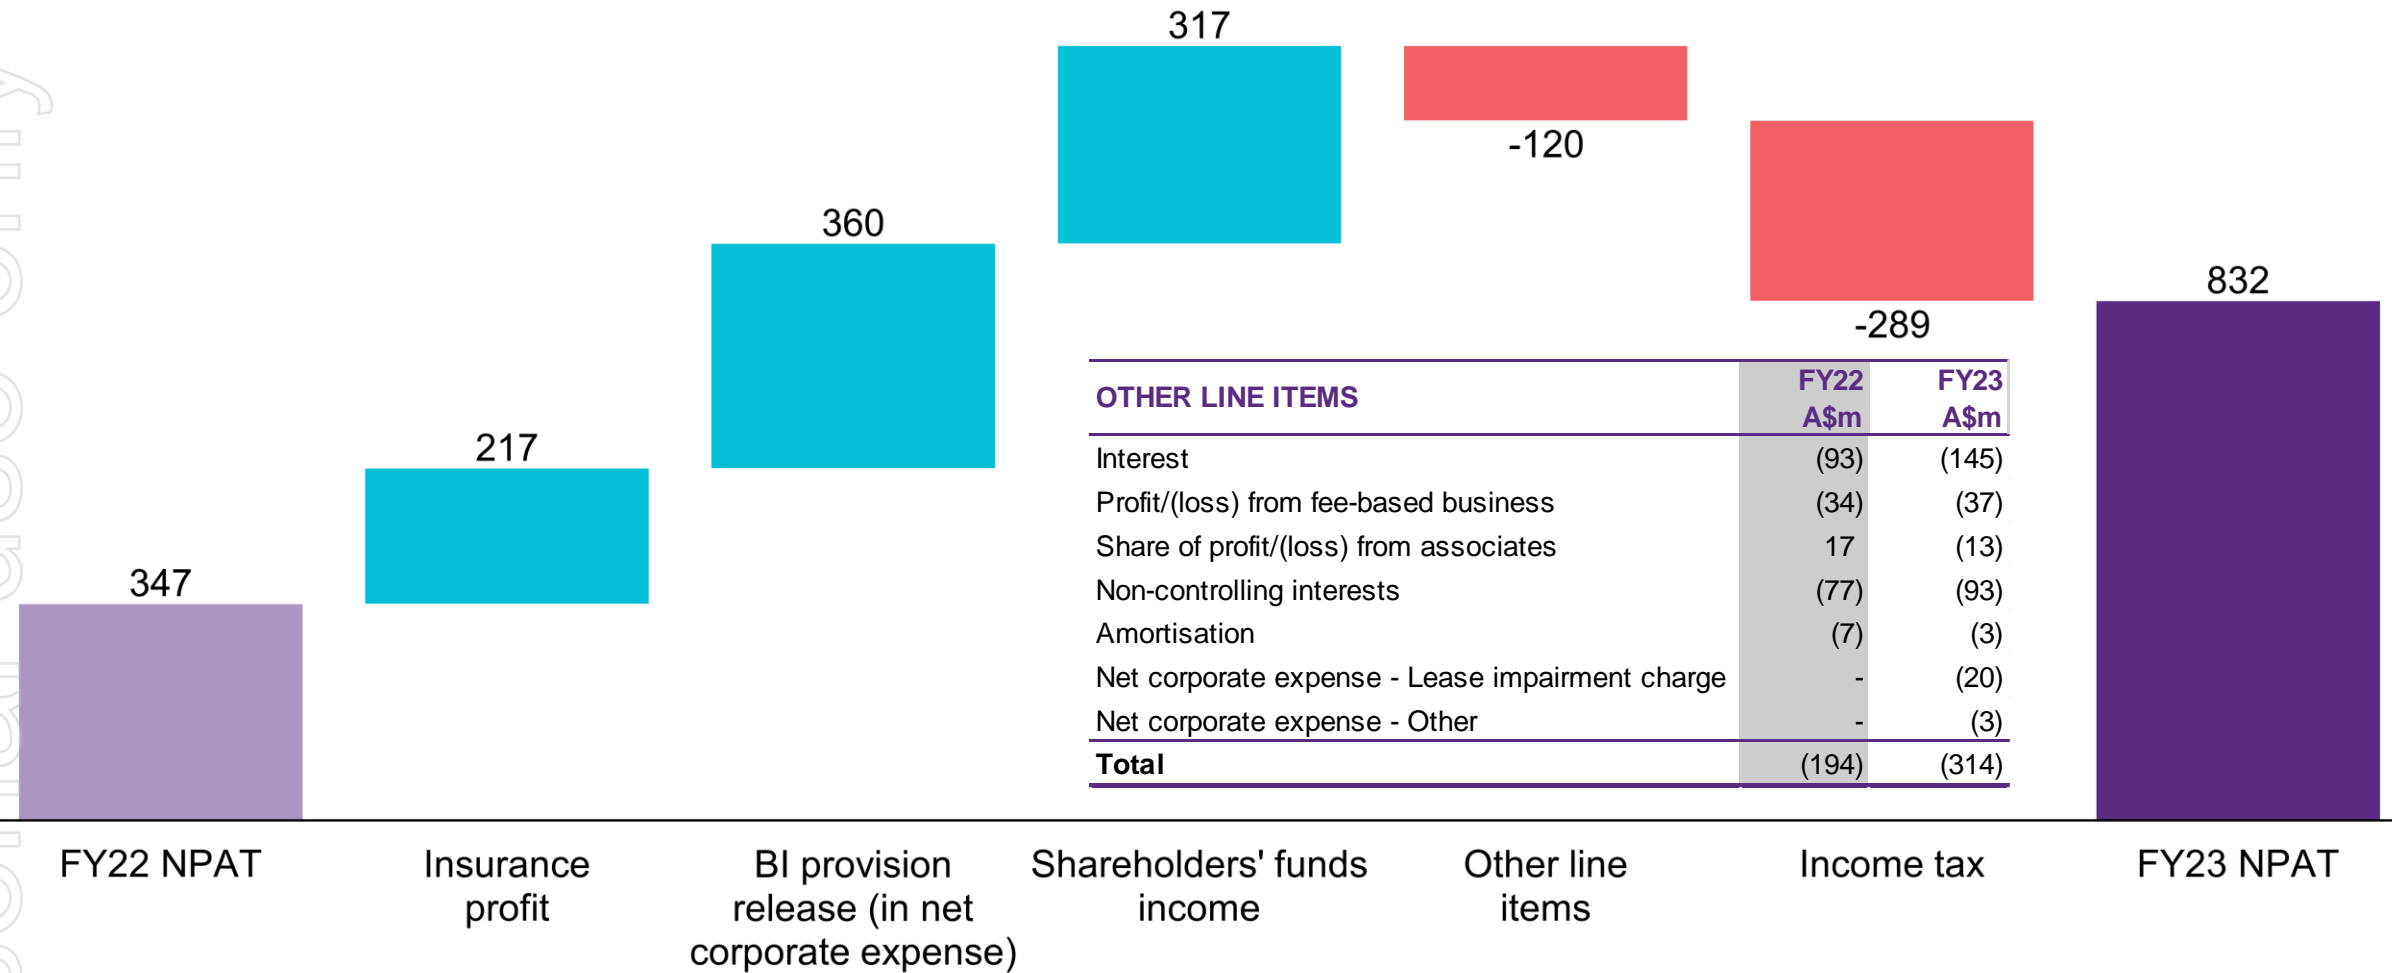 317
-120
360
832
-289
217
347
OTHER LINE ITEMS FY22 FY23
A$m A$m
Interest (93) (145)
Profit/(loss) from fee-based business (34) (37)
Share of profit/(loss) from associates 17 (13)
Non-controlling interests (77) (93)
Amortisation (7) (3)
Net corporate expense - Lease impairment charge - (20)
Net corporate expense - Other - (3)
Total (194) (314)
FY22 NPAT
Insurance
profit
BI provision
release (in net
corporate expense)
Shareholders' funds
income
Other line
items
Income tax
FY23 NPAT